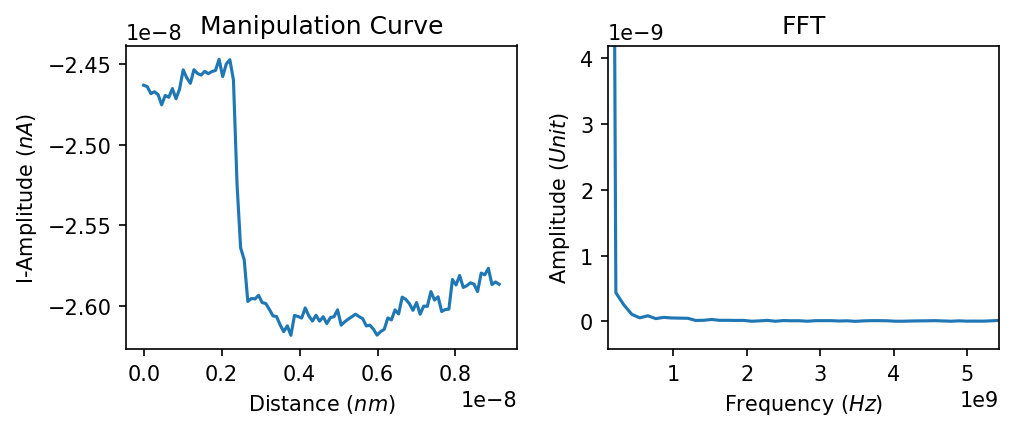 Manipulation Curve
1e−8
I-Amplitude (nA)
−2.45
−2.50
−2.55
−2.60
0.0 0.2 0.4 0.6 0.8
1e−8
Distance (nm)
FFT
1e−9
Amplitude (Unit)
4
3
2
1
0
1 2 3 4 5
1e9
Frequency (Hz)